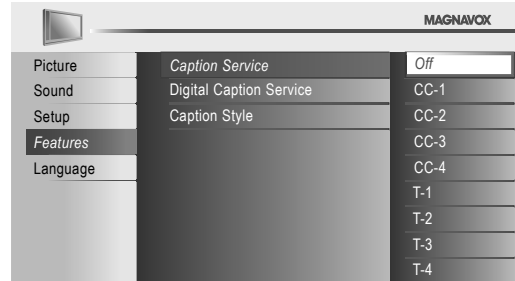 MAGNAVOX
Picture
Sound
Setup
Features
Language
Caption Service
Digital Caption Service
Caption Style
Off
CC-1
CC-2
CC-3
CC-4
T-1
T-2
T-3
T-4